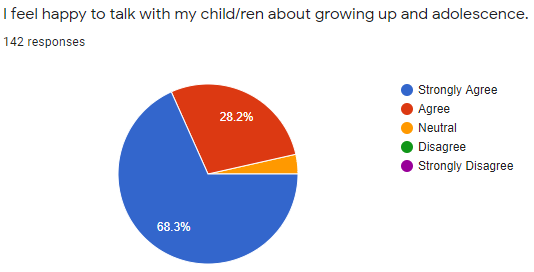 I feel happy to talk with my child/ren about growing up and adolescence.
142 responses
28.2%
68.3%
Strongly Agree
Agree
Neutral
Disagree
Strongly Disagree